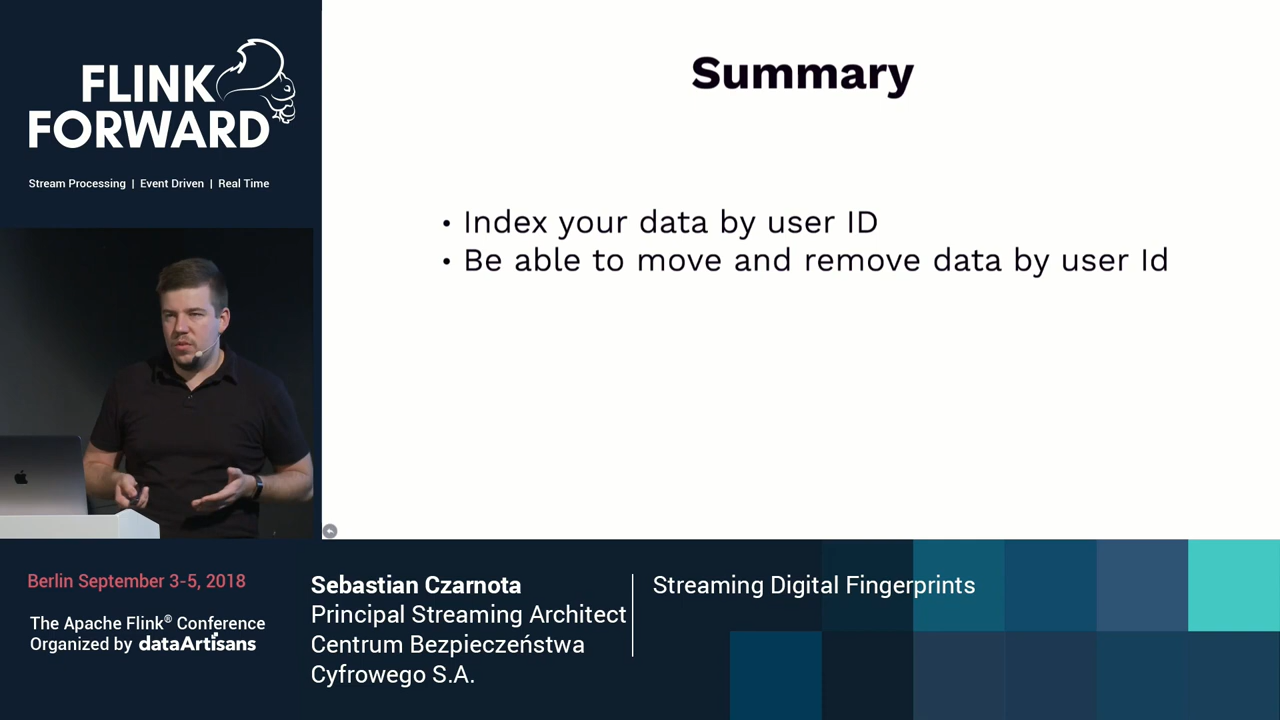 FLINK
FORWARD
Stream Processing | Event Driven | Real Time
Summary
• Index your data by user ID
• Be able to move and remove data by user Id
Berlin September 3-5, 2018
The Apache Flink® Conference
Organized by dataArtisans
Sebastian Czarnota
Principal Streaming Architect
Centrum Bezpieczeństwa
Cyfrowego S.A.
Streaming Digital Fingerprints